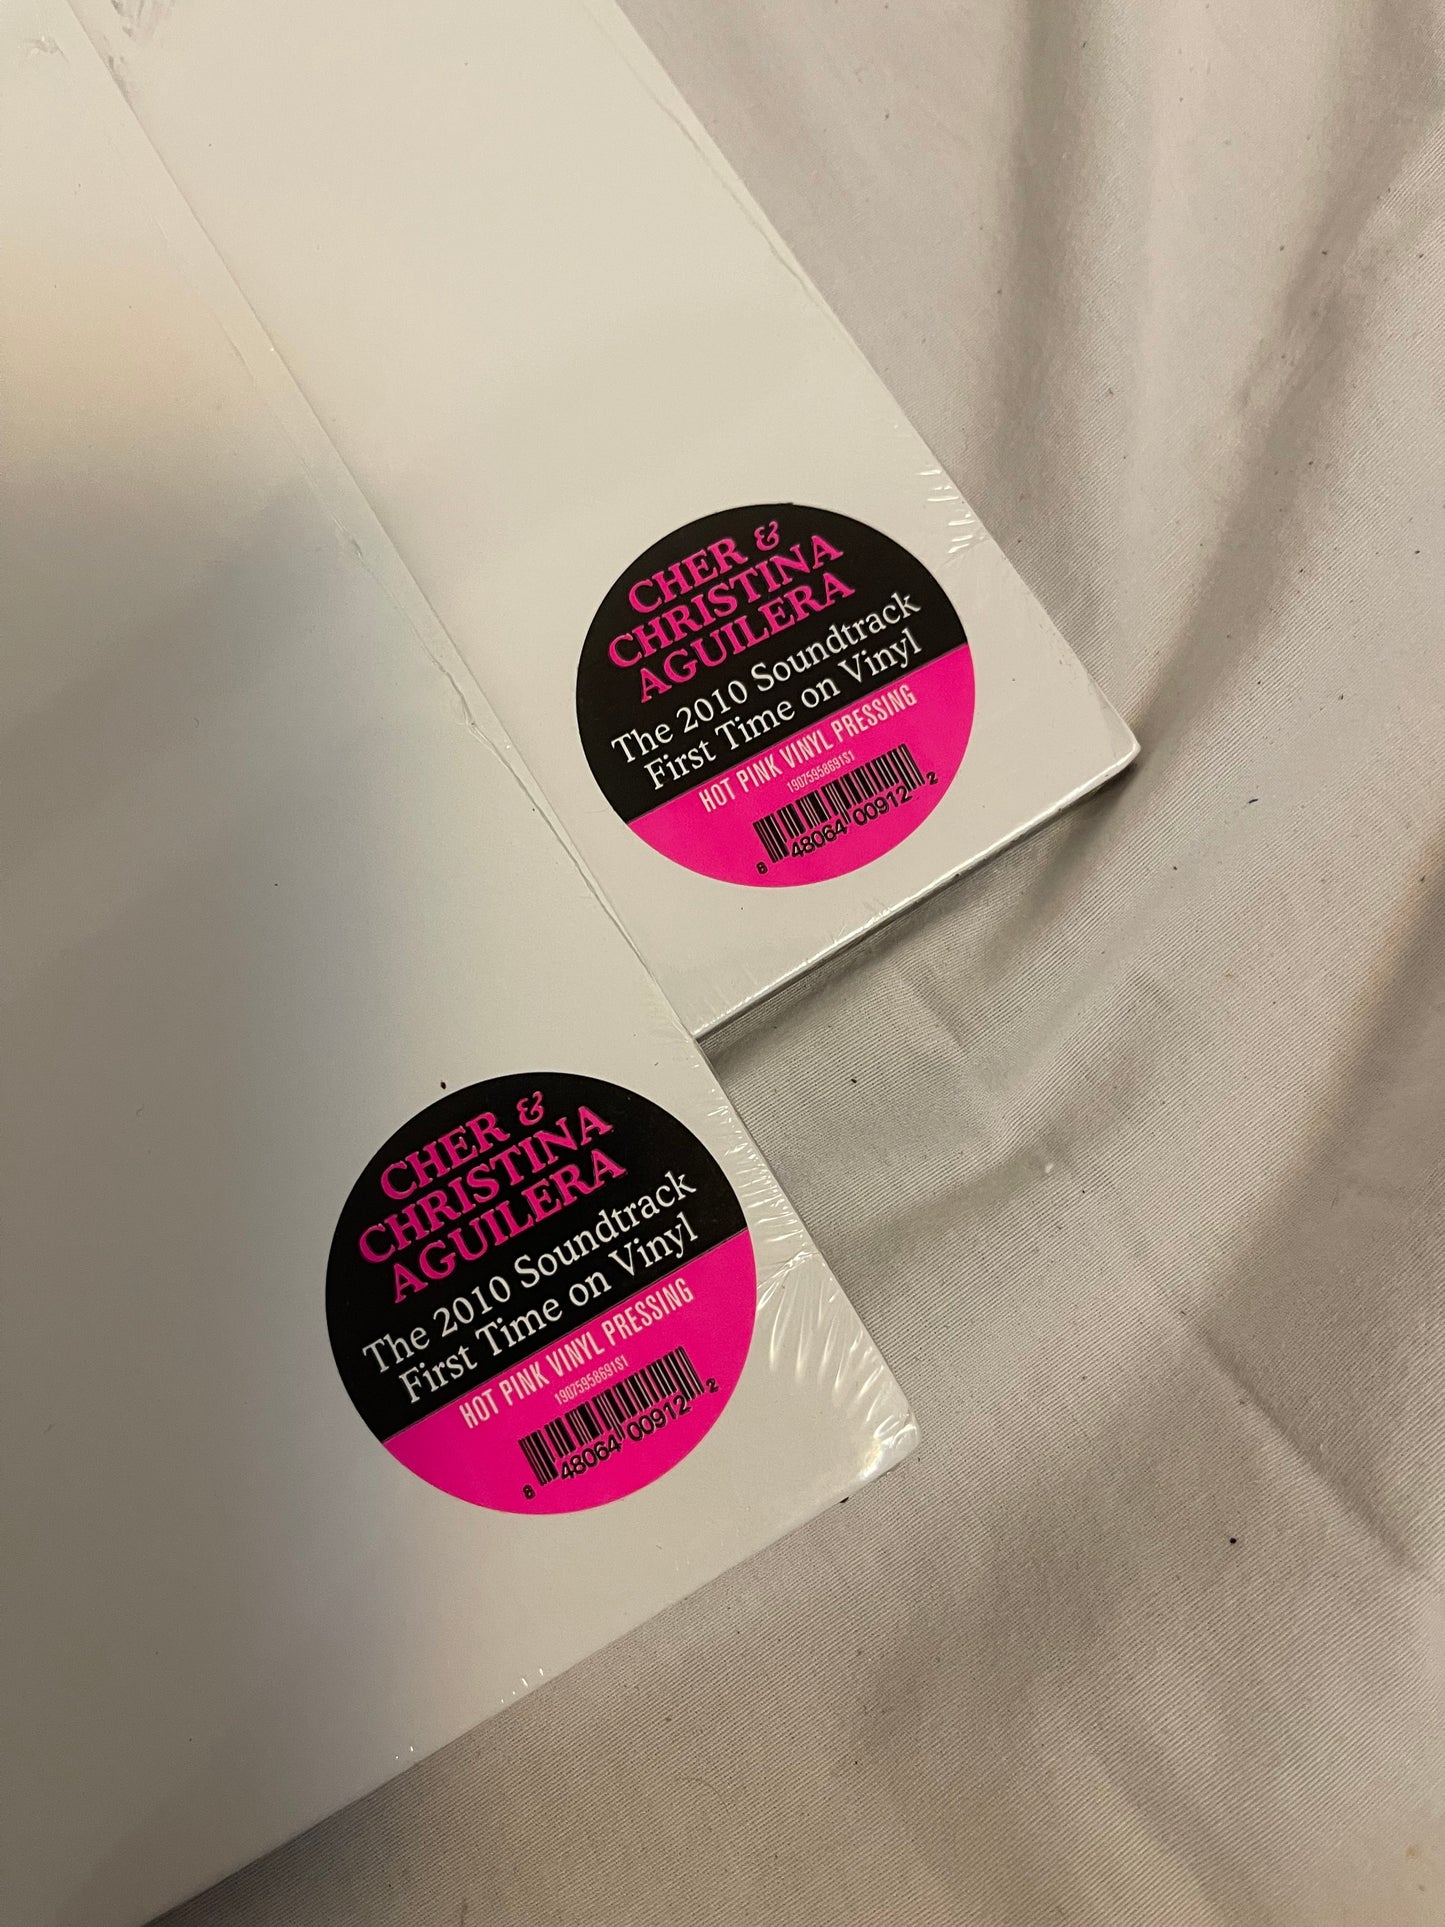 CHER &
CHRISTINA
AGUILERA
The 2010 Soundtrack
First Time on Vinyl
HOT PINK VINYL PRESSING
19075958691S1
8 48064 00912 2
CHER &
CHRISTINA
AGUILERA
The 2010 Soundtrack
First Time on Vinyl
HOT PINK VINYL PRESSING
19075958691S1
8 48064 00912 2